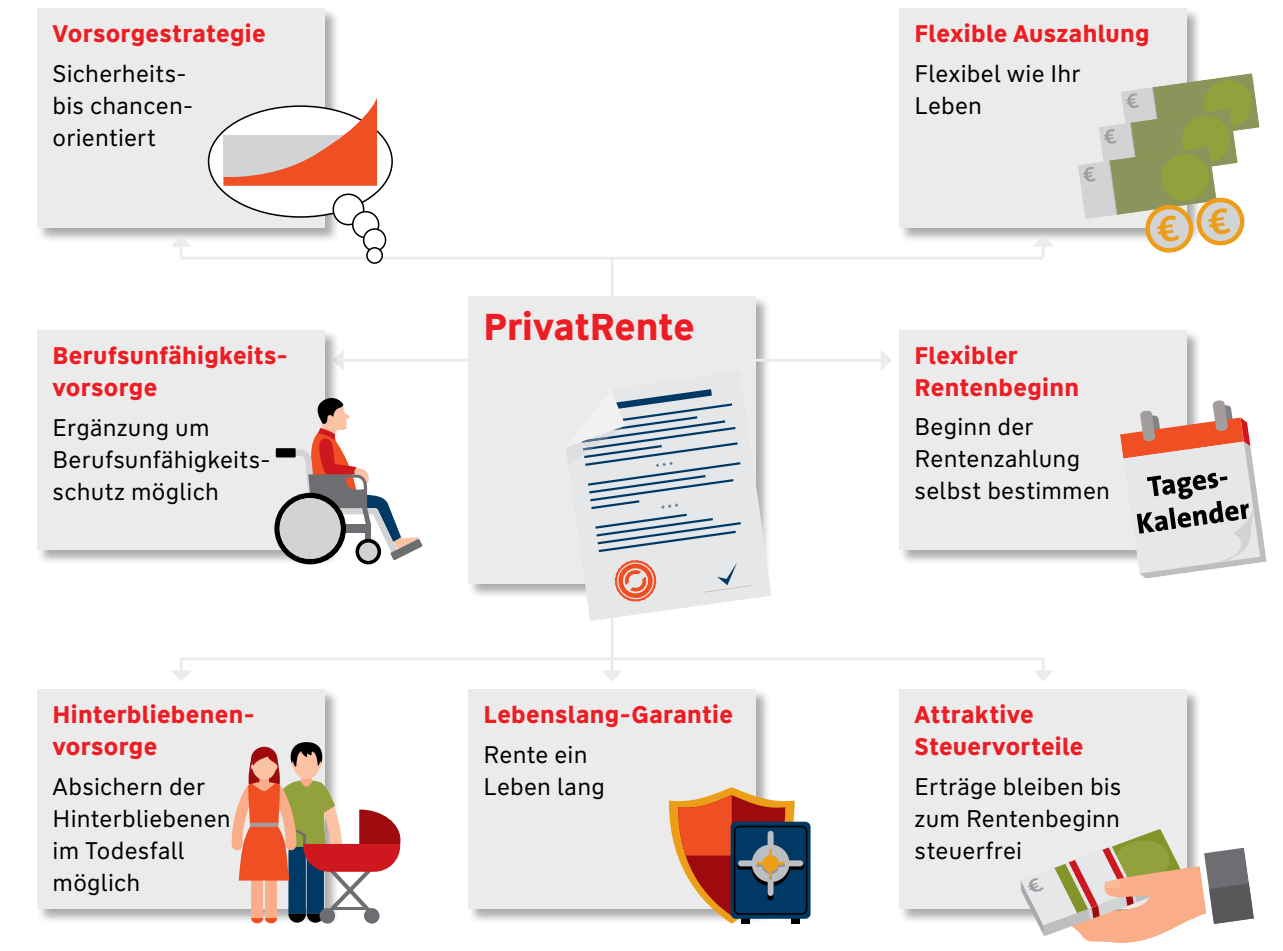 Vorsorgestrategie
Sicherheits-
bis chancen-
orientiert
Flexible Auszahlung
Flexibel wie Ihr
Leben
€
€
€
€
€
PrivatRente
Berufsunfähigkeits-
vorsorge
Ergänzung um
Berufsunfähigkeits-
schutz möglich
Flexibler
Rentenbeginn
Beginn der
Rentenzahlung
selbst bestimmen
Tages-
Kalender
Hinterbliebenen-
vorsorge
Absichern der
Hinterbliebenen
im Todesfall
möglich
Lebenslang-Garantie
Rente ein
Leben lang
Attraktive
Steuervorteile
Erträge bleiben bis
zum Rentenbeginn
steuerfrei
€